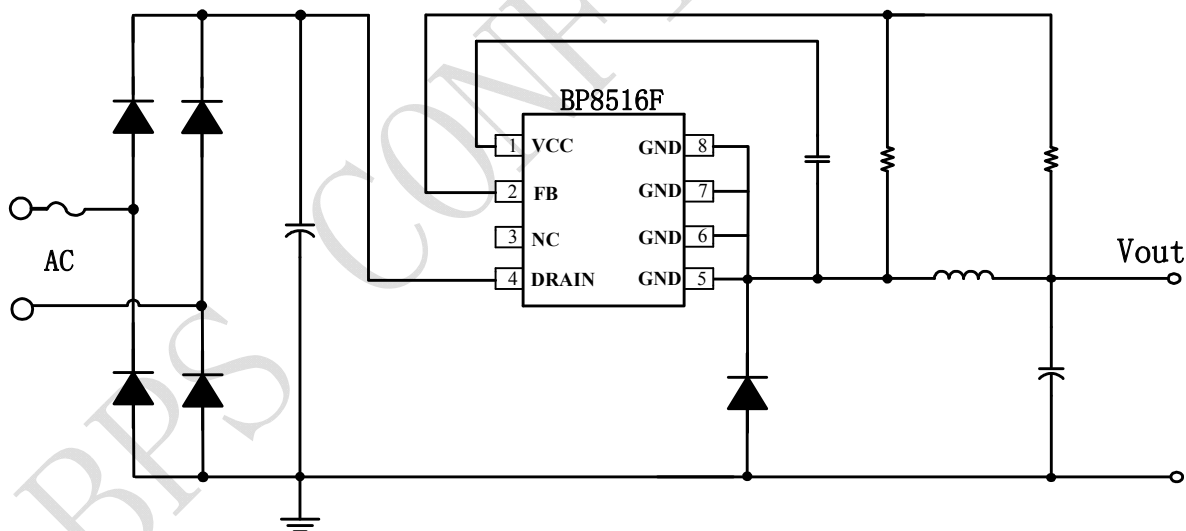 BP8516F
1 VCC GND 8
2 FB GND 7
3 NC GND 6
4 DRAIN GND 5
AC
Vout
BPS CONF